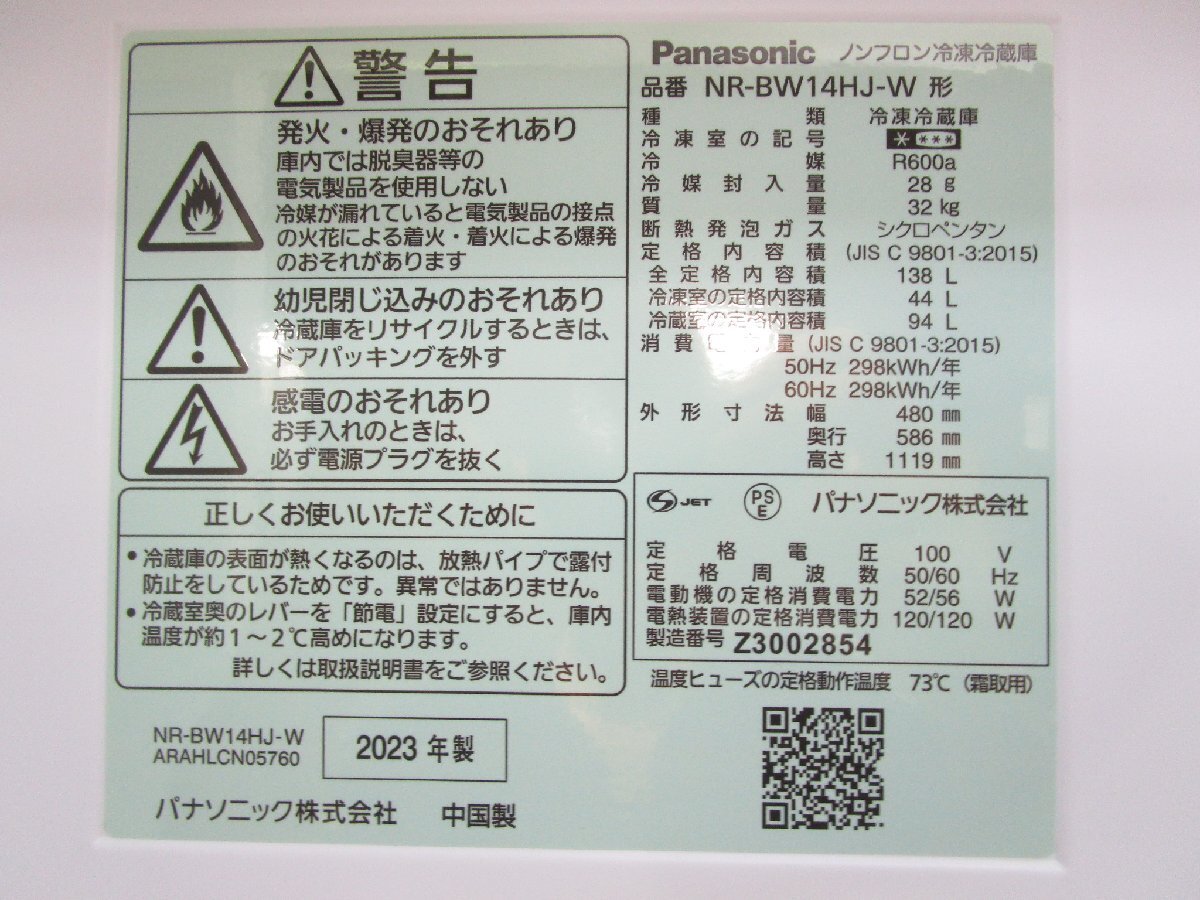 警告
発火・爆発のおそれあり
庫内では脱臭器等の
電気製品を使用しない
冷媒が漏れていると電気製品の接点
の火花による着火・着火による爆発
のおそれがあります
幼児閉じ込みのおそれあり
冷蔵庫をリサイクルするときは、
ドアパッキングを外す
感電のおそれあり
お手入れのときは、
必ず電源プラグを抜く
正しくお使いいただくために
・冷蔵庫の表面が熱くなるのは、放熱パイプで露付
防止をしているためです。異常ではありません。
・冷蔵室奥のレバーを「節電」設定にすると、庫内
温度が約1～2℃高めになります。
詳しくは取扱説明書をご参照ください。
NR-BW14HJ-W
ARAHLCN05760
2023 年製
パナソニック株式会社 中国製
Panasonic ノンフロン冷凍冷蔵庫
品番 NR-BW14HJ-W 形
種類 冷凍冷蔵庫
冷凍室の記号
冷媒 R600a
冷媒封入量 28 g
質量 32 kg
断熱発泡ガス シクロペンタン
定格内容積 (JIS C 9801-3:2015)
全定格内容積 138 L
冷凍室の定格内容積 44 L
冷蔵室の定格内容積 94 L
消費電力量 (JIS C 9801-3:2015)
50Hz 298kWh/年
60Hz 298kWh/年
外形寸法 幅 480 mm
奥行 586 mm
高さ 1119 mm
S JET PS E パナソニック株式会社
定格電圧 100 V
定格周波数 50/60 Hz
電動機の定格消費電力 52/56 W
電熱装置の定格消費電力 120/120 W
製造番号 Z3002854
温度ヒューズの定格動作温度 73℃（霜取用）